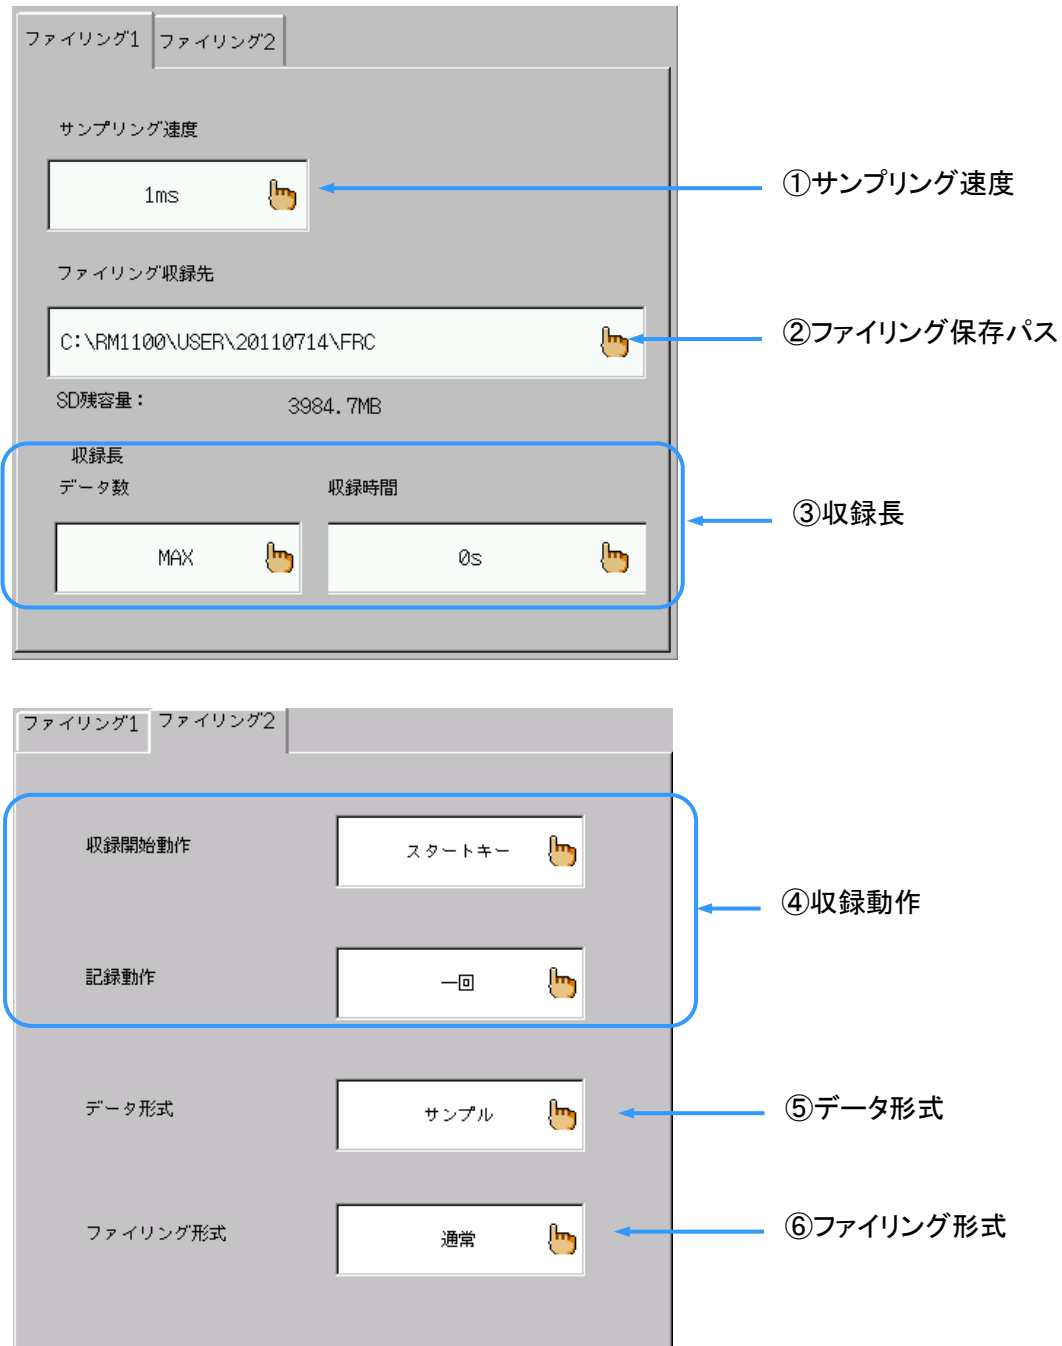 ファイリング1 ファイリング2
サンプリング速度
1ms
①サンプリング速度
ファイリング収録先
C:\RM1100\USER\20110714\FRC
②ファイリング保存パス
SD残容量： 3984.7MB
収録長
データ数 収録時間
③収録長
MAX 0s
ファイリング1 ファイリング2
収録開始動作 スタートキー
④収録動作
記録動作 一回
データ形式 サンプル
⑤データ形式
ファイリング形式 通常
⑥ファイリング形式